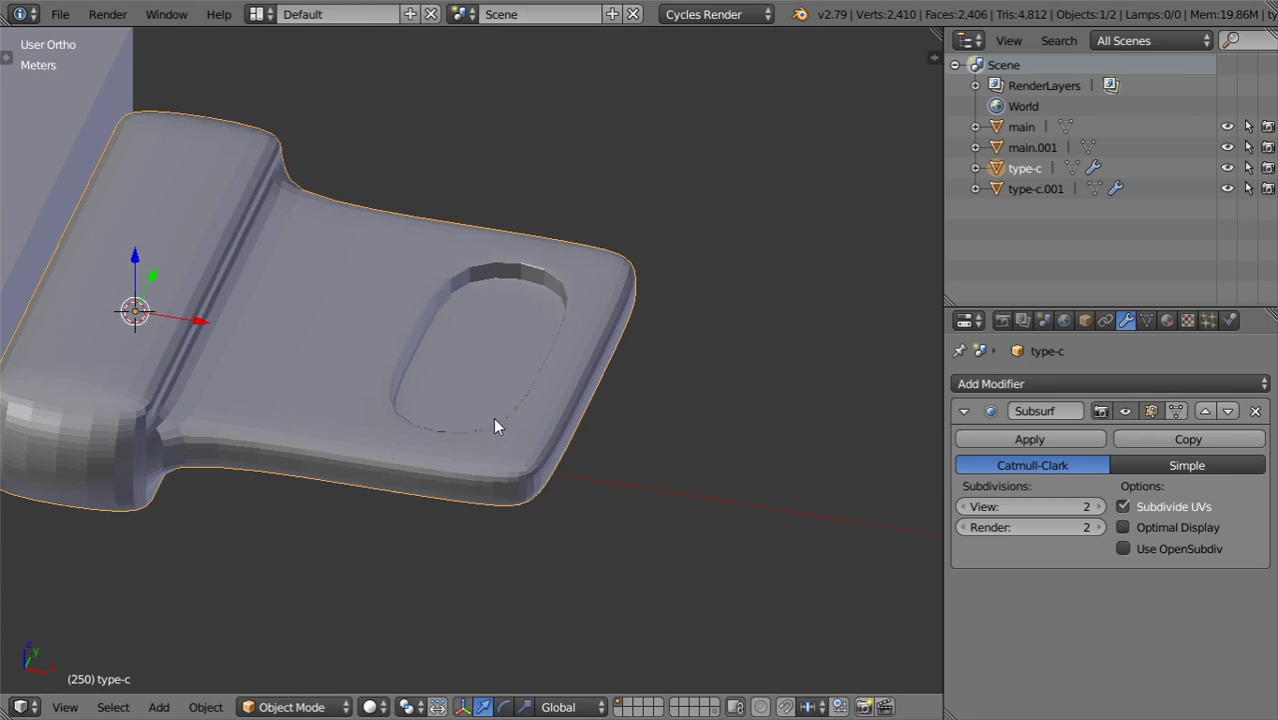 File Render Window Help Default Scene Cycles Render v2.79 | Verts:2,410 | Faces:2,406 | Tris:4,812 | Objects:1/2 | Lamps:0/0 | Mem:19.86M | ty
User Ortho
Meters
View Search All Scenes
Scene
RenderLayers
World
main
main.001
type-c
type-c.001
type-c
Add Modifier
Subsurf
Apply Copy
Catmull-Clark Simple
Subdivisions: Options:
View: 2 Subdivide UVs
Render: 2 Optimal Display
Use OpenSubdiv
z
y
x
(250) type-c
View Select Add Object Object Mode Global